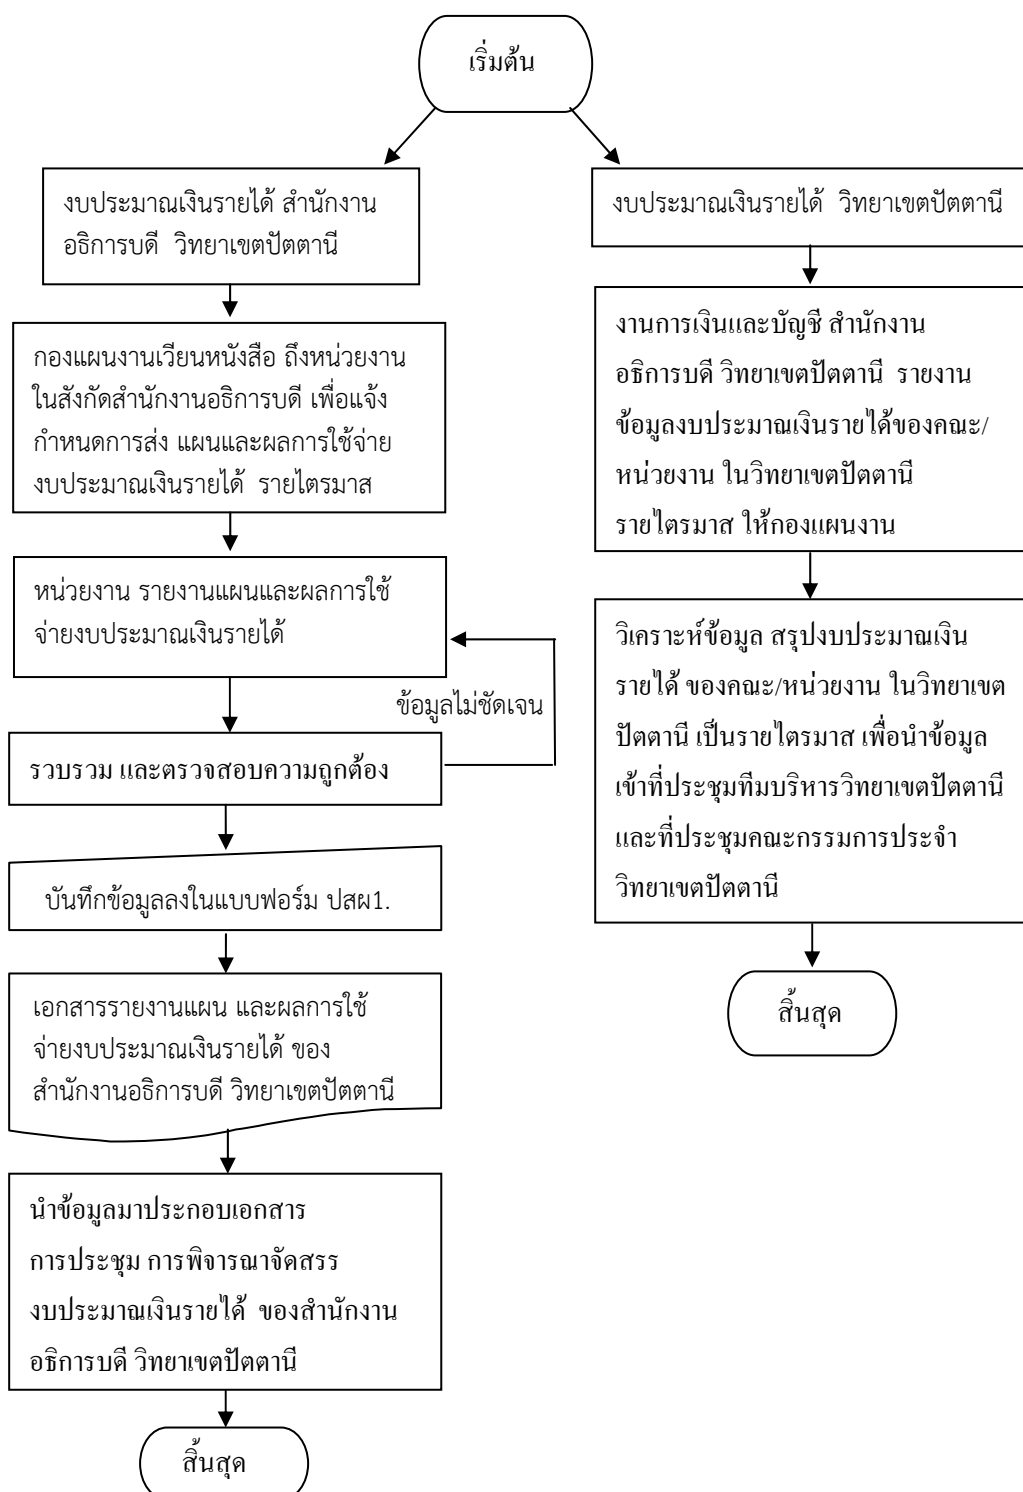 เริ่มต้น
งบประมาณเงินรายได้ สำนักงาน
อธิการบดี วิทยาเขตปัตตานี
กองแผนงานเวียนหนังสือ ถึงหน่วยงาน
ในสังกัดสำนักงานอธิการบดี เพื่อแจ้ง
กำหนดการส่ง แผนและผลการใช้จ่าย
งบประมาณเงินรายได้ รายไตรมาส
หน่วยงาน รายงานแผนและผลการใช้
จ่ายงบประมาณเงินรายได้
ข้อมูลไม่ชัดเจน
รวบรวม และตรวจสอบความถูกต้อง
บันทึกข้อมูลลงในแบบฟอร์ม ปสผ1.
เอกสารรายงานแผน และผลการใช้
จ่ายงบประมาณเงินรายได้ ของ
สำนักงานอธิการบดี วิทยาเขตปัตตานี
นำข้อมูลมาประกอบเอกสาร
การประชุม การพิจารณาจัดสรร
งบประมาณเงินรายได้ ของสำนักงาน
อธิการบดี วิทยาเขตปัตตานี
สิ้นสุด
งบประมาณเงินรายได้ วิทยาเขตปัตตานี
งานการเงินและบัญชี สำนักงาน
อธิการบดี วิทยาเขตปัตตานี รายงาน
ข้อมูลงบประมาณเงินรายได้ของคณะ/
หน่วยงาน ในวิทยาเขตปัตตานี
รายไตรมาส ให้กองแผนงาน
วิเคราะห์ข้อมูล สรุปงบประมาณเงิน
รายได้ ของคณะ/หน่วยงาน ในวิทยาเขต
ปัตตานี เป็นรายไตรมาส เพื่อนำข้อมูล
เข้าที่ประชุมทีมบริหารวิทยาเขตปัตตานี
และที่ประชุมคณะกรรมการประจำ
วิทยาเขตปัตตานี
สิ้นสุด